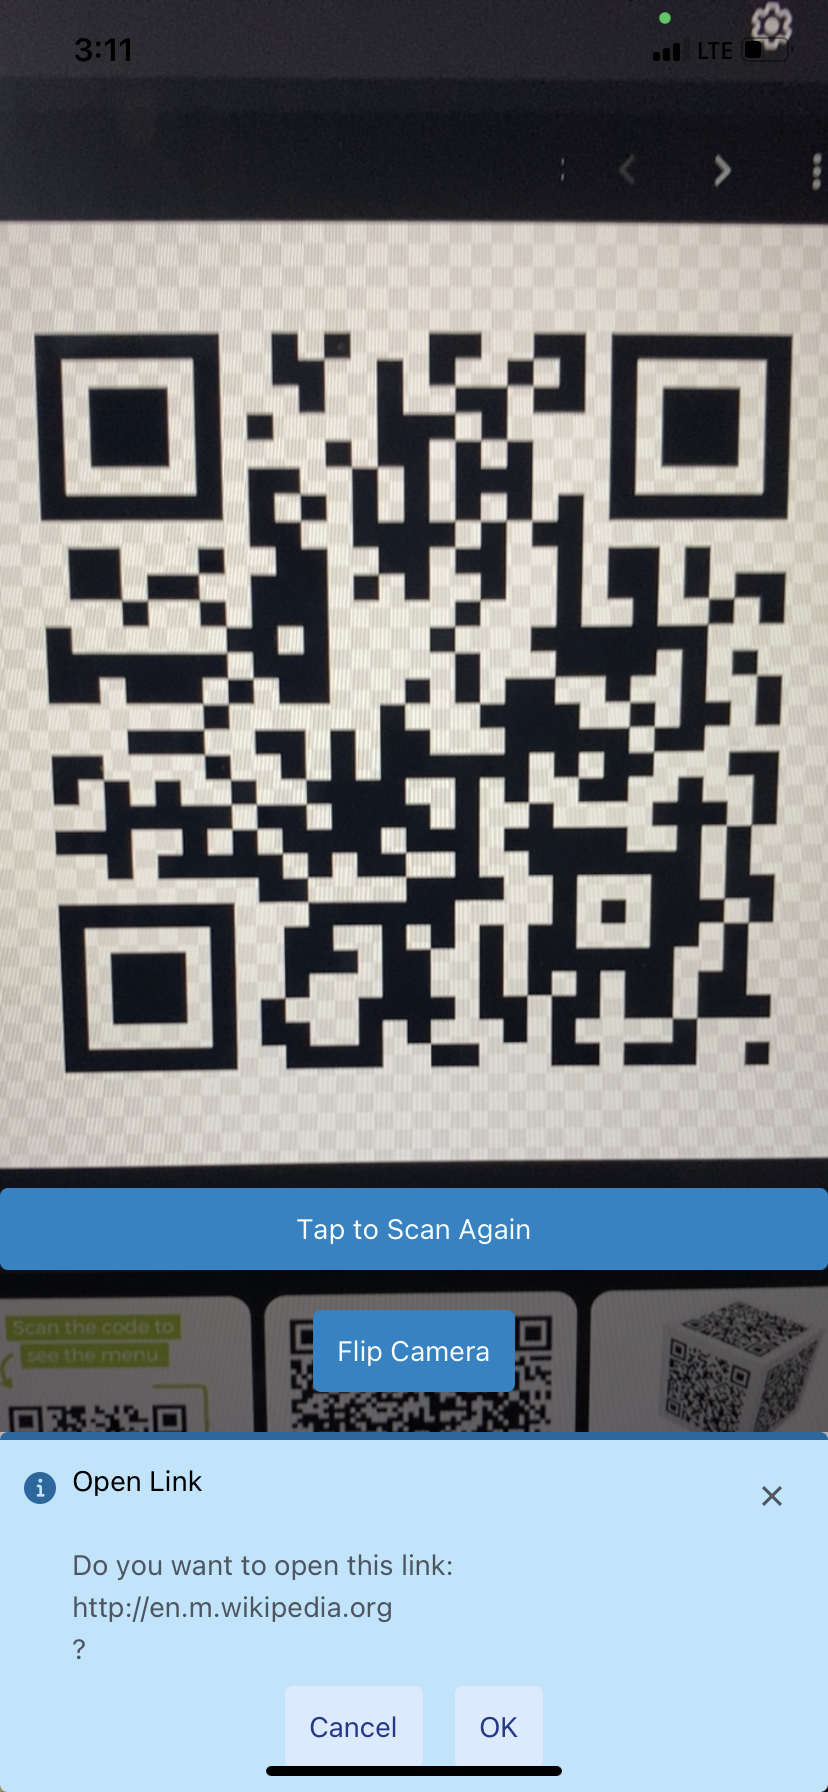 3:11
LTE
Tap to Scan Again
Scan the code to
see the menu.
Flip Camera
Open Link
Do you want to open this link:
http://en.m.wikipedia.org
?
Cancel
OK